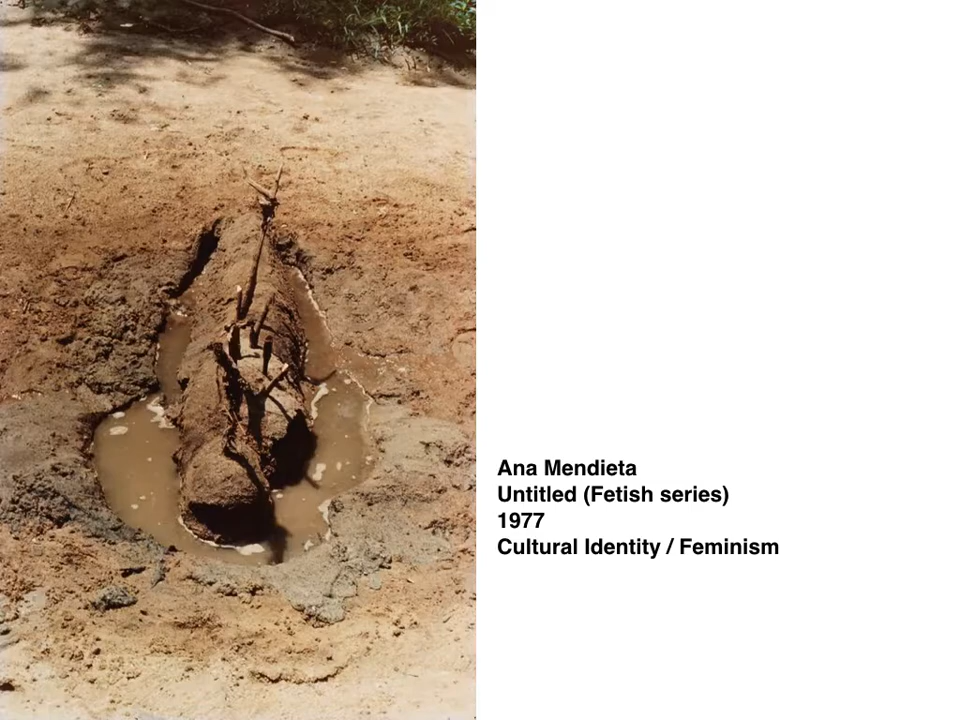 Ana Mendieta
Untitled (Fetish series)
1977
Cultural Identity / Feminism